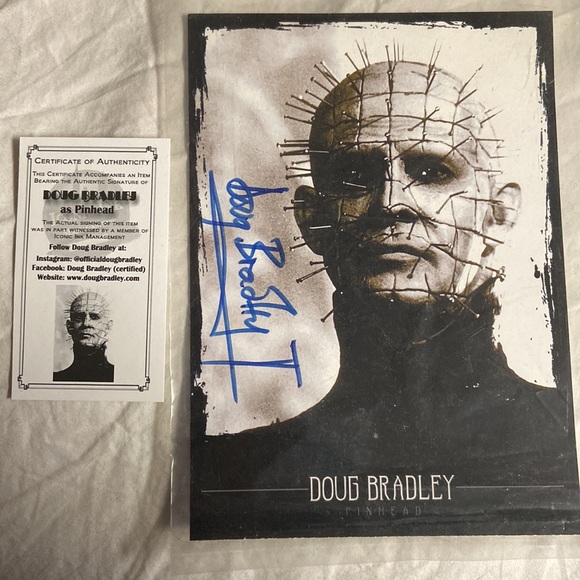 Certificate of Authenticity
This Certificate Accompanies an Item
Bearing the Authentic Signature of
DOUG BRADLEY
as Pinhead
The Actual signing of this item
was in part witnessed by a member of
Iconic Ink Management
Follow Doug Bradley at:
Instagram: @officialdougbradley
Facebook: Doug Bradley (certified)
Website: www.dougbradley.com
Doug Bradley
DOUG BRADLEY
PINHEAD